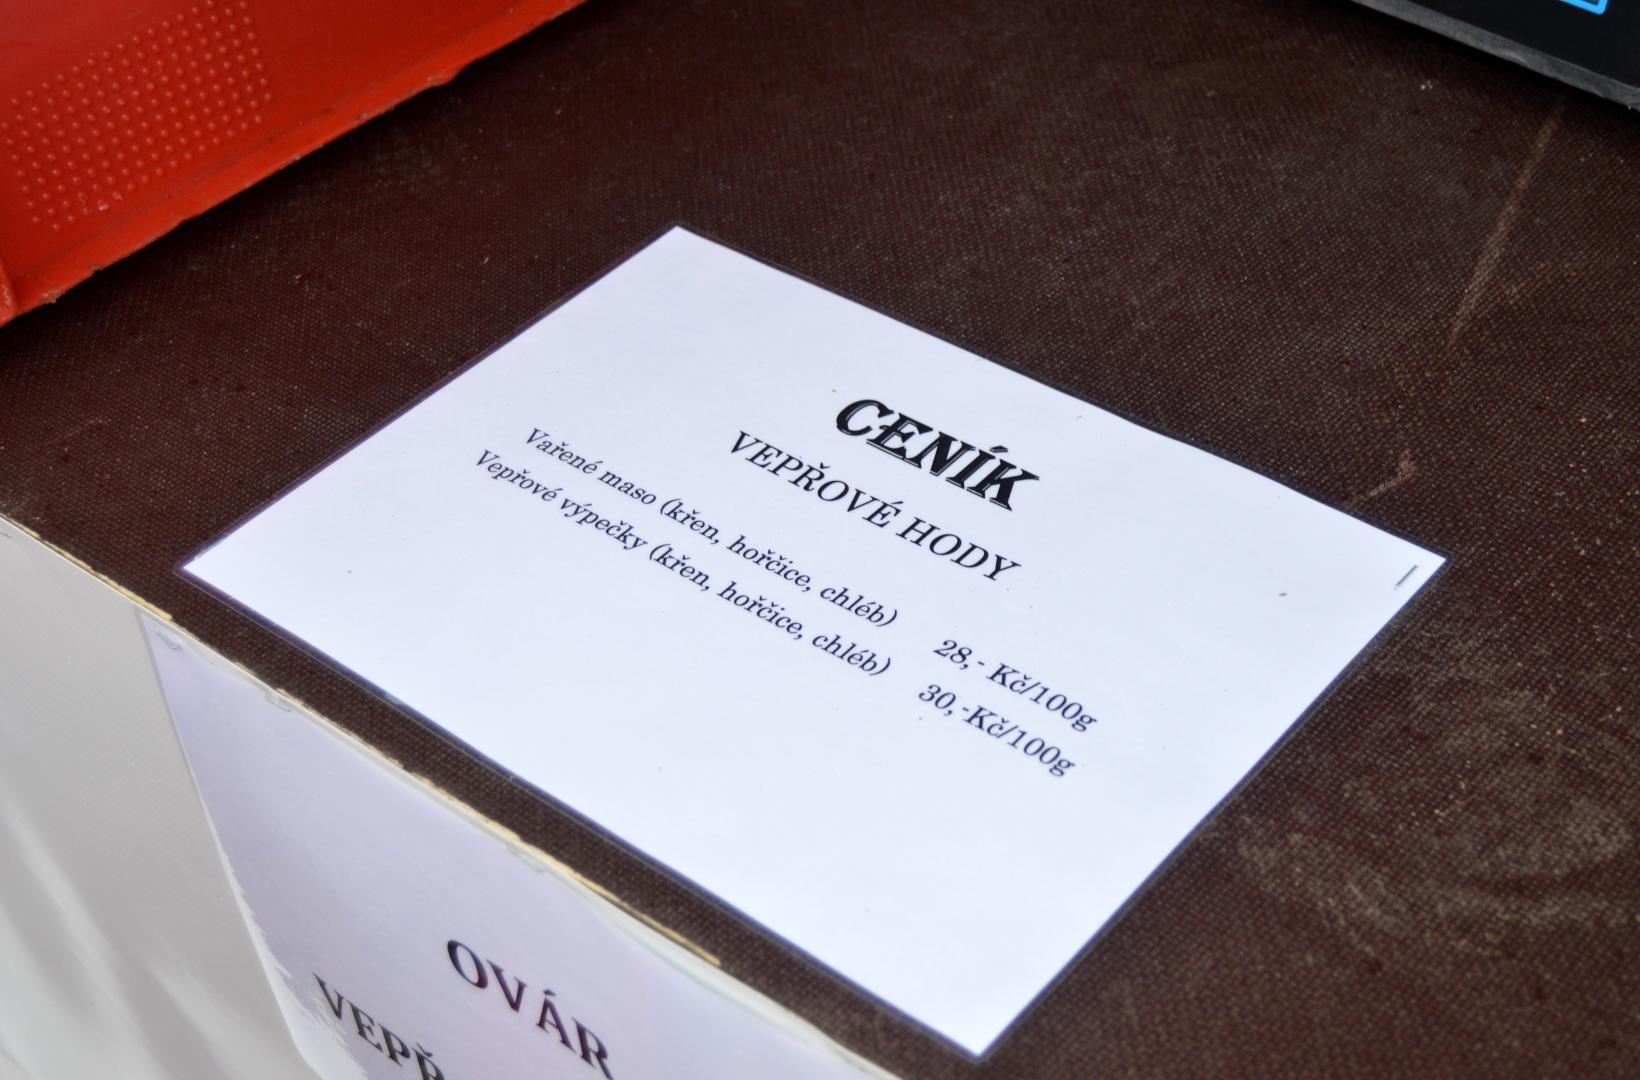 CENÍK
VEPŘOVÉ HODY
Vařené maso (křen, hořčice, chléb) 28,- Kč/100g
Vepřové výpečky (křen, hořčice, chléb) 30,-Kč/100g
OVÁR